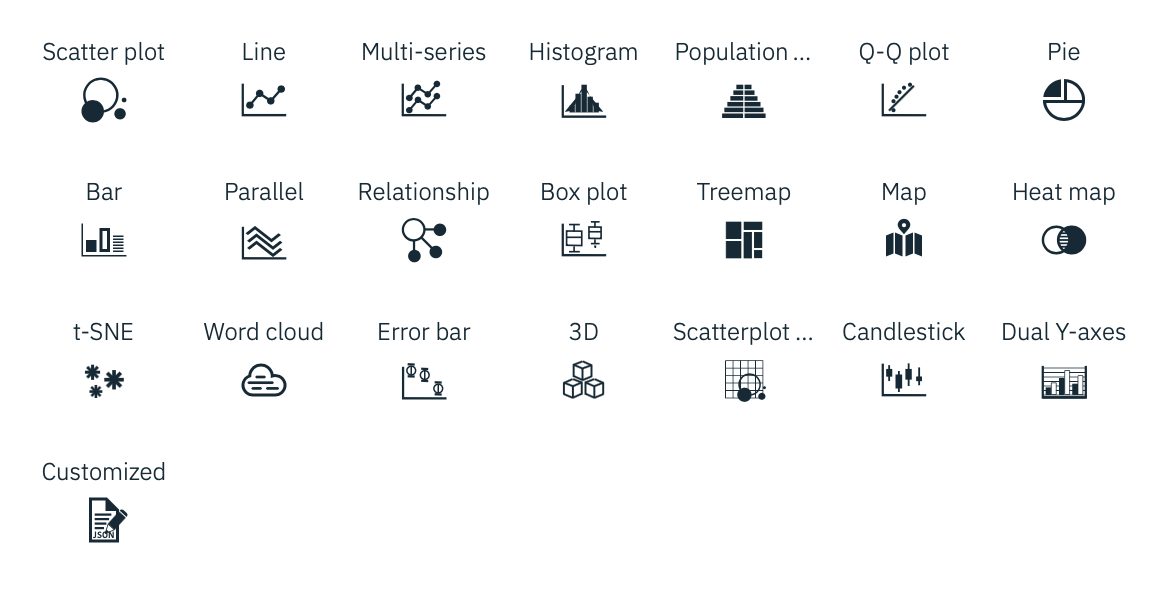 Scatter plot Line Multi-series Histogram Population ... Q-Q plot Pie
Bar Parallel Relationship Box plot Treemap Map Heat map
t-SNE Word cloud Error bar 3D Scatterplot ... Candlestick Dual Y-axes
Customized
JSON